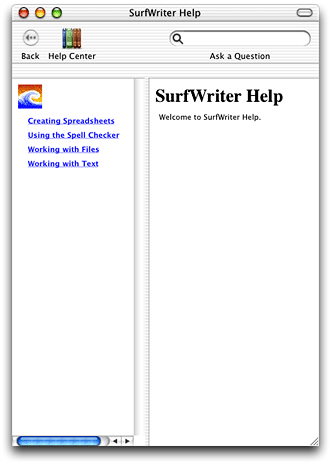 SurfWriter Help
Back Help Center Ask a Question
Creating Spreadsheets
Using the Spell Checker
Working with Files
Working with Text
SurfWriter Help
Welcome to SurfWriter Help.